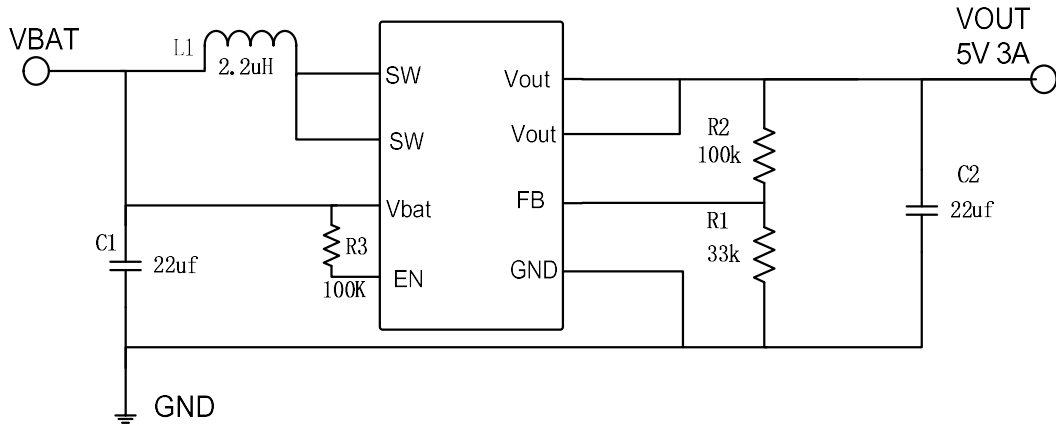 VBAT
L1
2.2uH
SW
SW
Vbat
EN
Vout
Vout
FB
GND
C1
22uf
R3
100K
R2
100k
R1
33k
C2
22uf
VOUT
5V 3A
GND